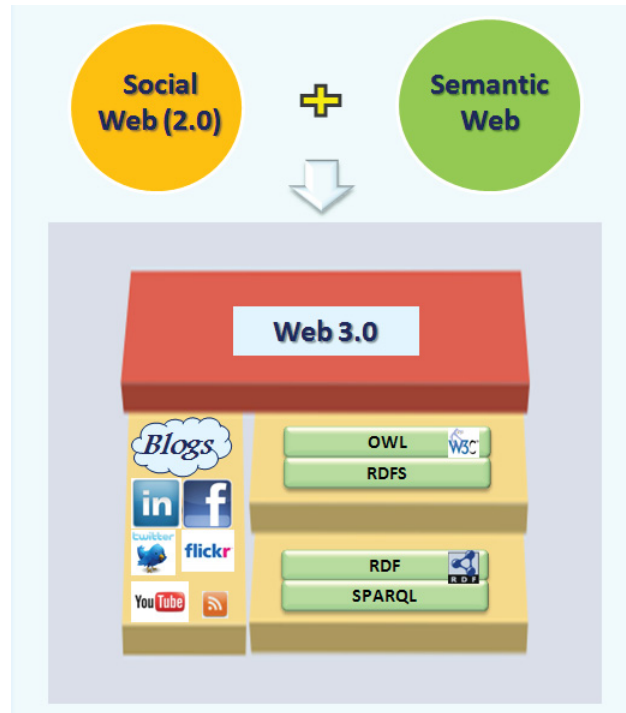 Social
Web (2.0)
Semantic
Web
Web 3.0
Blogs
in
f
twitter
flickr
You Tube
OWL
W3C
RDFS
RDF
RDF
SPARQL